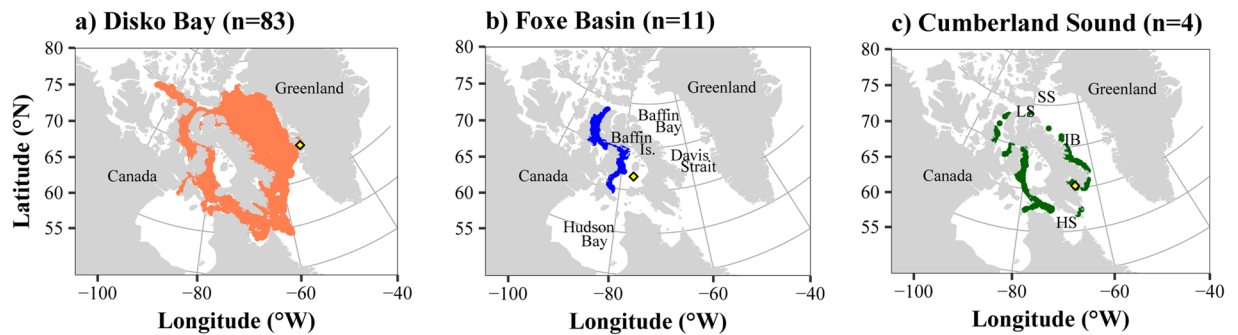 a) Disko Bay (n=83)
80
75
70
65
60
55
Latitude (°N)
Greenland
Canada
−100
−80
−60
−40
Longitude (°W)
b) Foxe Basin (n=11)
80
75
70
65
60
55
Greenland
Baffin
Bay
Baffin
Is.
Davis
Strait
Canada
Hudson
Bay
−100
−80
−60
−40
Longitude (°W)
c) Cumberland Sound (n=4)
80
75
70
65
60
55
Greenland
SS
LS
IB
Canada
HS
−100
−80
−60
−40
Longitude (°W)